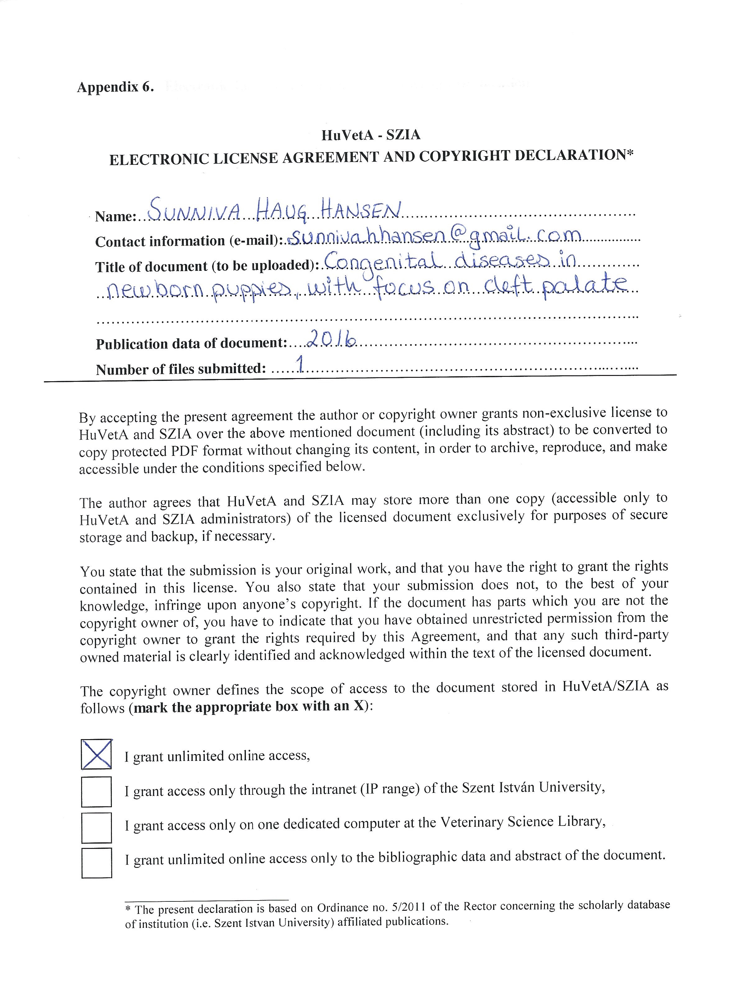 Appendix 6.
HuVetA - SZIA
ELECTRONIC LICENSE AGREEMENT AND COPYRIGHT DECLARATION*
Name: SUNNIVA HAUG HANSEN
Contact information (e-mail): sunnivahhansen@gmail.com
Title of document (to be uploaded): Congenital diseases in
newborn puppies, with focus on cleft palate
Publication data of document: 2016
Number of files submitted: 1
By accepting the present agreement the author or copyright owner grants non-exclusive license to
HuVetA and SZIA over the above mentioned document (including its abstract) to be converted to
copy protected PDF format without changing its content, in order to archive, reproduce, and make
accessible under the conditions specified below.
The author agrees that HuVetA and SZIA may store more than one copy (accessible only to
HuVetA and SZIA administrators) of the licensed document exclusively for purposes of secure
storage and backup, if necessary.
You state that the submission is your original work, and that you have the right to grant the rights
contained in this license. You also state that your submission does not, to the best of your
knowledge, infringe upon anyone's copyright. If the document has parts which you are not the
copyright owner of, you have to indicate that you have obtained unrestricted permission from the
copyright owner to grant the rights required by this Agreement, and that any such third-party
owned material is clearly identified and acknowledged within the text of the licensed document.
The copyright owner defines the scope of access to the document stored in HuVetA/SZIA as
follows (mark the appropriate box with an X):
X I grant unlimited online access,
I grant access only through the intranet (IP range) of the Szent István University,
I grant access only on one dedicated computer at the Veterinary Science Library,
I grant unlimited online access only to the bibliographic data and abstract of the document.
* The present declaration is based on Ordinance no. 5/2011 of the Rector concerning the scholarly database
of institution (i.e. Szent Istvan University) affiliated publications.